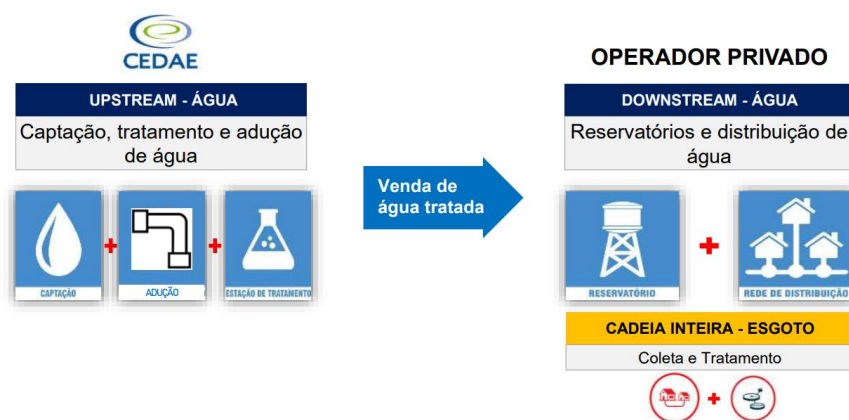 CEDAE
UPSTREAM - ÁGUA
Captação, tratamento e adução
de água
CAPTAÇÃO
ADUÇÃO
ESTAÇÃO DE TRATAMENTO
Venda de
água tratada
OPERADOR PRIVADO
DOWNSTREAM - ÁGUA
Reservatórios e distribuição de
água
RESERVATÓRIO
REDE DE DISTRIBUIÇÃO
CADEIA INTEIRA - ESGOTO
Coleta e Tratamento